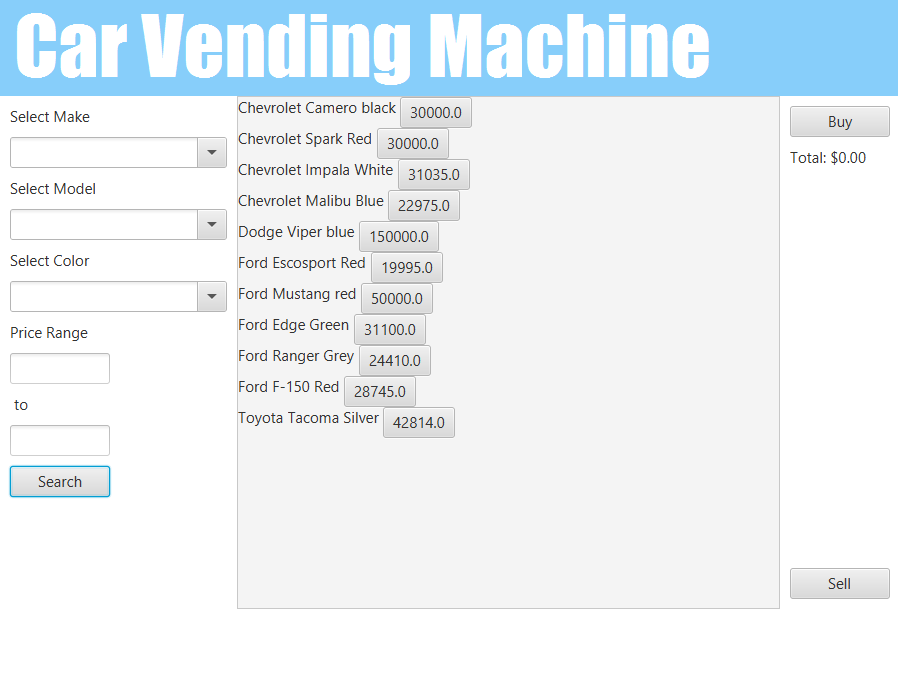 Car Vending Machine
Select Make
Select Model
Select Color
Price Range
to
Search
Chevrolet Camero black 30000.0
Chevrolet Spark Red 30000.0
Chevrolet Impala White 31035.0
Chevrolet Malibu Blue 22975.0
Dodge Viper blue 150000.0
Ford Escosport Red 19995.0
Ford Mustang red 50000.0
Ford Edge Green 31100.0
Ford Ranger Grey 24410.0
Ford F-150 Red 28745.0
Toyota Tacoma Silver 42814.0
Buy
Total: $0.00
Sell